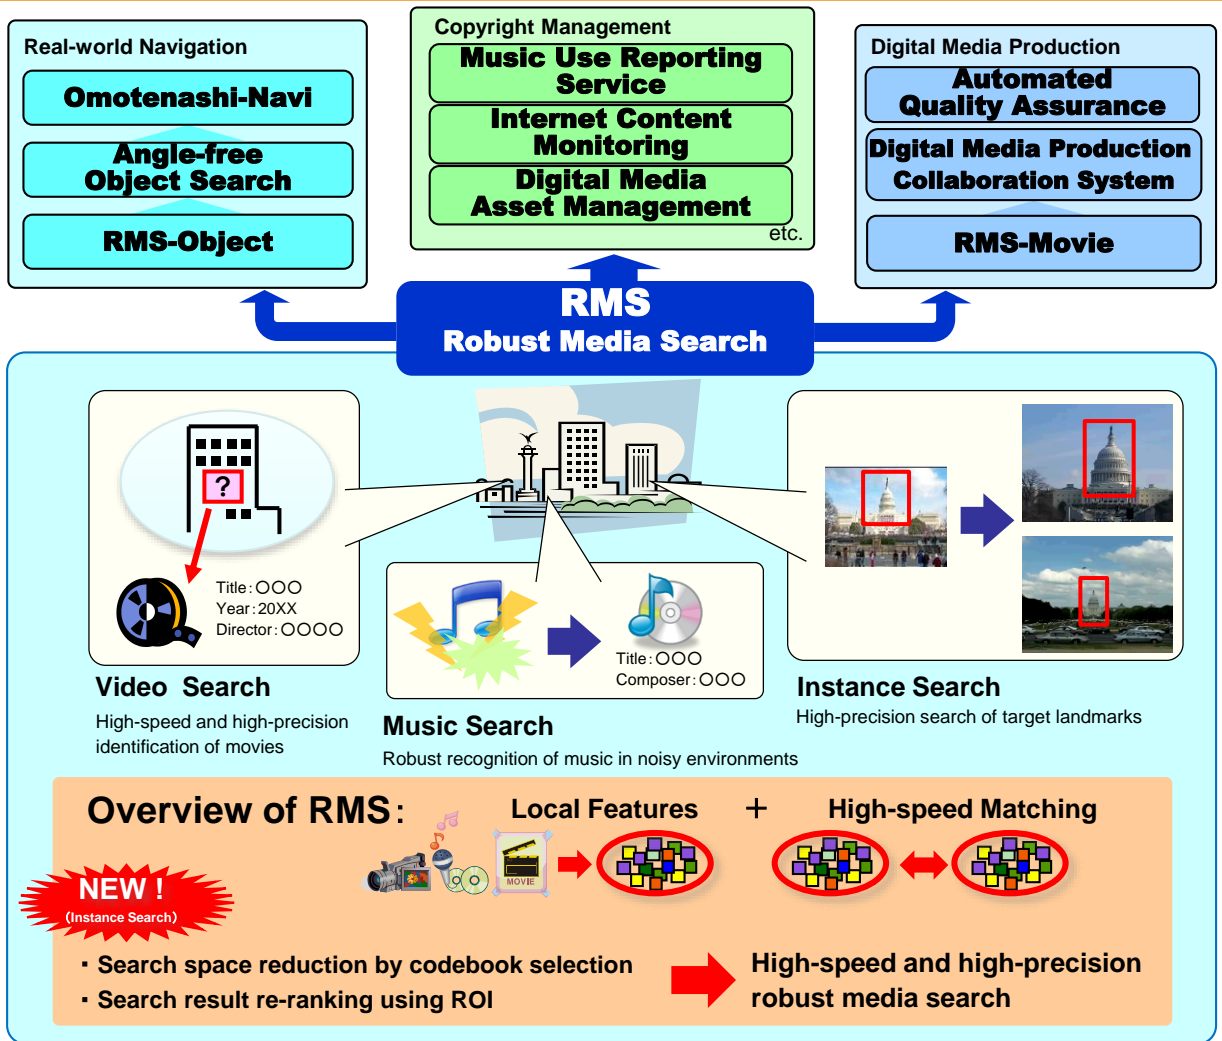 Real-world Navigation
Omotenashi-Navi
Angle-free
Object Search
RMS-Object
Copyright Management
Music Use Reporting
Service
Internet Content
Monitoring
Digital Media
Asset Management
etc.
Digital Media Production
Automated
Quality Assurance
Digital Media Production
Collaboration System
RMS-Movie
RMS
Robust Media Search
?
Title:○○○
Year:20XX
Director:○○○○
Video Search
High-speed and high-precision
identification of movies
Title:○○○
Composer:○○○
Music Search
Robust recognition of music in noisy environments
Instance Search
High-precision search of target landmarks
Overview of RMS:
Local Features + High-speed Matching
MOVIE
NEW !
(Instance Search)
・Search space reduction by codebook selection
・Search result re-ranking using ROI
High-speed and high-precision
robust media search